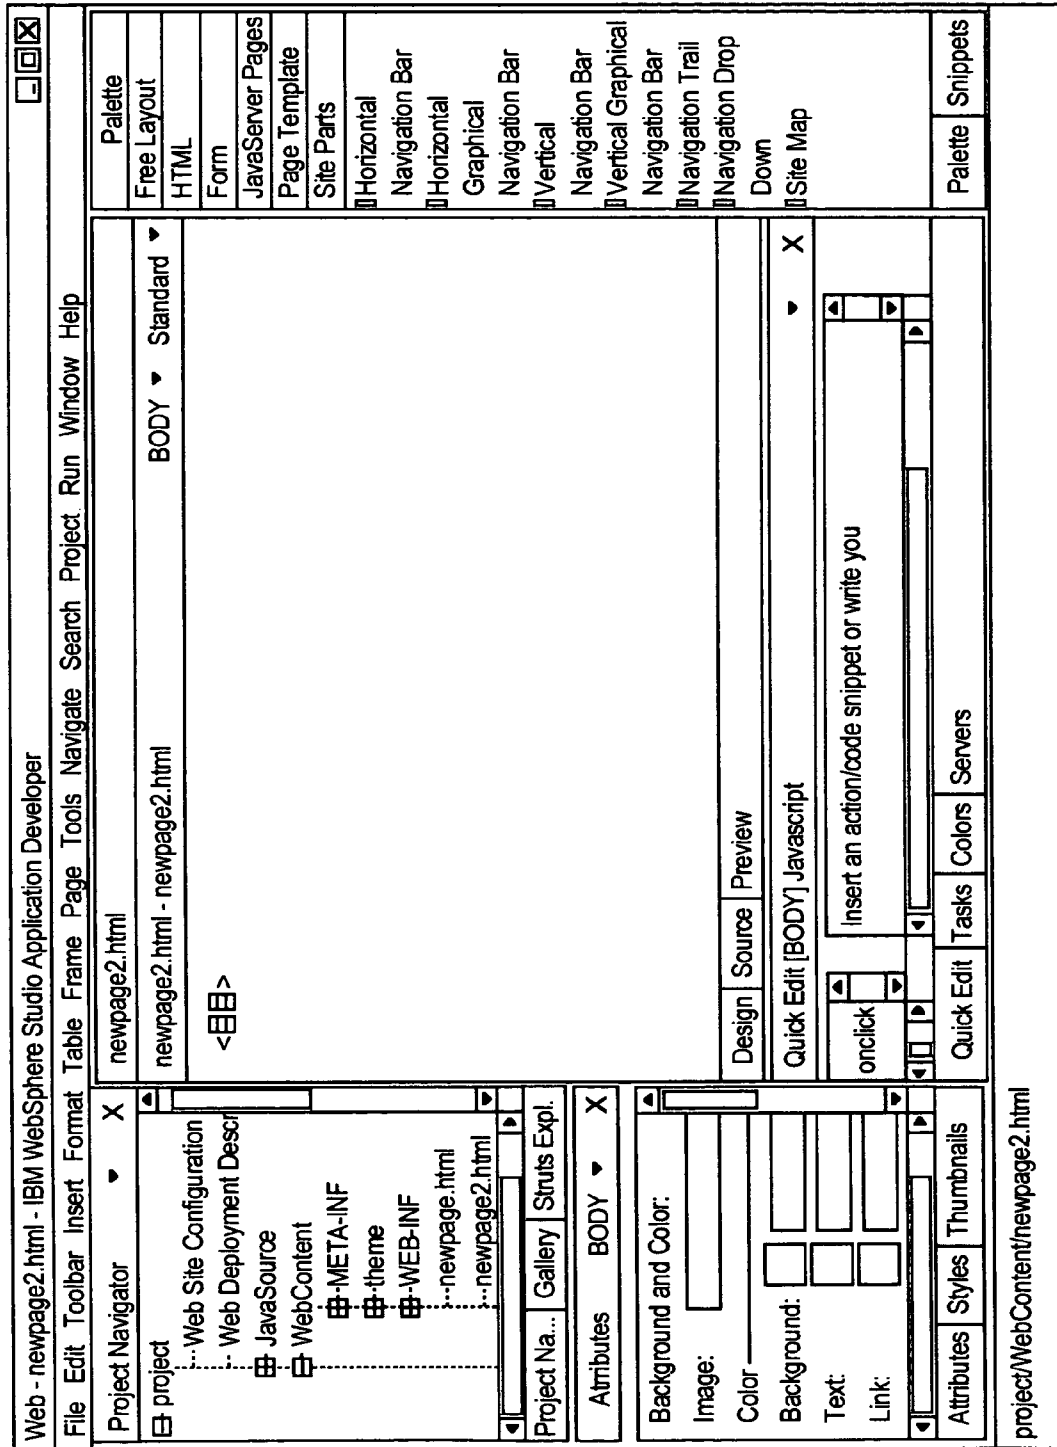 Web - newpage2.html - IBM WebSphere Studio Application Developer
File Edit Toolbar Insert Format Table Frame Page Tools Navigate Search Project Run Window Help
Project Navigator X
project
Web Site Configuration
Web Deployment Descr
JavaSource
WebContent
META-INF
theme
WEB-INF
newpage.html
newpage2.html
Project Na... Gallery Struts Expl.
Attributes BODY X
Background and Color:
Image:
Color
Background:
Text:
Link:
Attributes Styles Thumbnails
newpage2.html
newpage2.html - newpage2.html BODY Standard
Design Source Preview
Quick Edit [BODY] Javascript X
onclick
Insert an action/code snippet or write you
Quick Edit Tasks Colors Servers
Palette
Free Layout
HTML
Form
JavaServer Pages
Page Template
Site Parts
Horizontal
Navigation Bar
Horizontal
Graphical
Navigation Bar
Vertical
Navigation Bar
Vertical Graphical
Navigation Bar
Navigation Trail
Navigation Drop
Down
Site Map
Palette Snippets
project/WebContent/newpage2.html